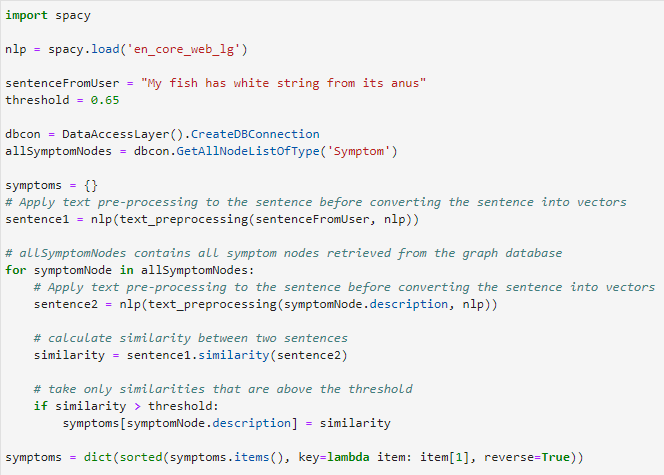 import spacy
nlp = spacy.load('en_core_web_lg')
sentenceFromUser = "My fish has white string from its anus"
threshold = 0.65
dbcon = DataAccessLayer().CreateDBConnection
allSymptomNodes = dbcon.GetAllNodeListOfType('Symptom')
symptoms = {}
# Apply text pre-processing to the sentence before converting the sentence into vectors
sentence1 = nlp(text_preprocessing(sentenceFromUser, nlp))
# allSymptomNodes contains all symptom nodes retrieved from the graph database
for symptomNode in allSymptomNodes:
    # Apply text pre-processing to the sentence before converting the sentence into vectors
    sentence2 = nlp(text_preprocessing(symptomNode.description, nlp))
    # calculate similarity between two sentences
    similarity = sentence1.similarity(sentence2)
    # take only similarities that are above the threshold
    if similarity > threshold:
        symptoms[symptomNode.description] = similarity
symptoms = dict(sorted(symptoms.items(), key=lambda item: item[1], reverse=True))